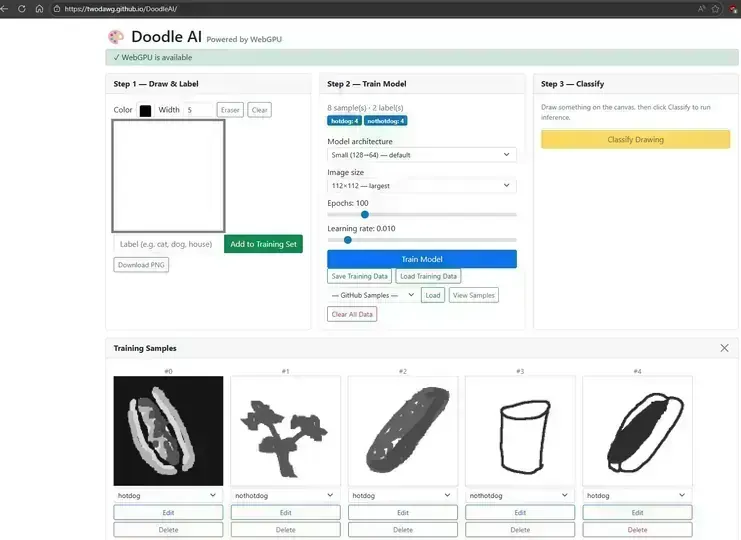 https://twodawg.github.io/DoodleAI/
Doodle AI Powered by WebGPU
✓ WebGPU is available
Step 1 — Draw & Label
Color Width 5 Eraser Clear
Label (e.g. cat, dog, house) Add to Training Set
Download PNG
Step 2 — Train Model
8 sample(s) · 2 label(s)
hotdog: 4 nothotdog: 4
Model architecture
Small (128→64) — default
Image size
112×112 — largest
Epochs: 100
Learning rate: 0.010
Train Model
Save Training Data Load Training Data
— GitHub Samples — Load View Samples
Clear All Data
Step 3 — Classify
Draw something on the canvas, then click Classify to run
inference.
Classify Drawing
Training Samples
#0 #1 #2 #3 #4
hotdog nothotdog hotdog nothotdog hotdog
Edit Edit Edit Edit Edit
Delete Delete Delete Delete Delete